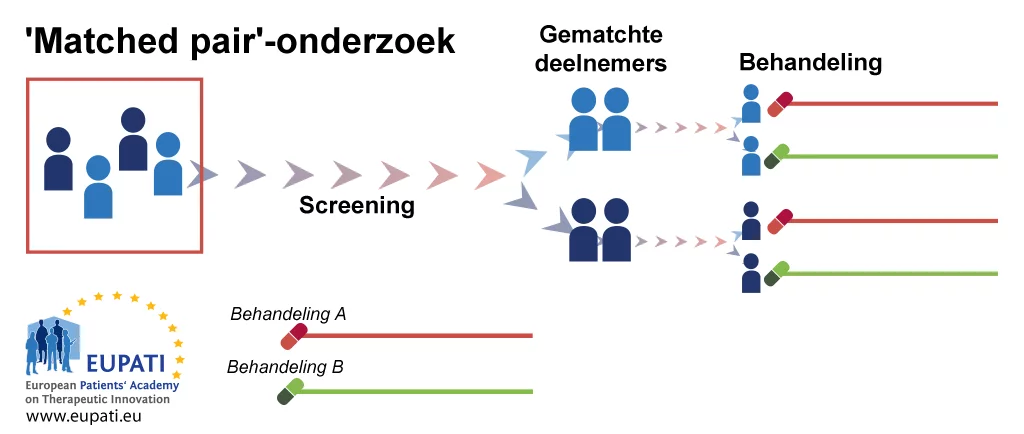 'Matched pair'-onderzoek
Gematchte
deelnemers
Behandeling
Screening
Behandeling A
Behandeling B
EUPATI
European Patients' Academy
on Therapeutic Innovation
www.eupati.eu